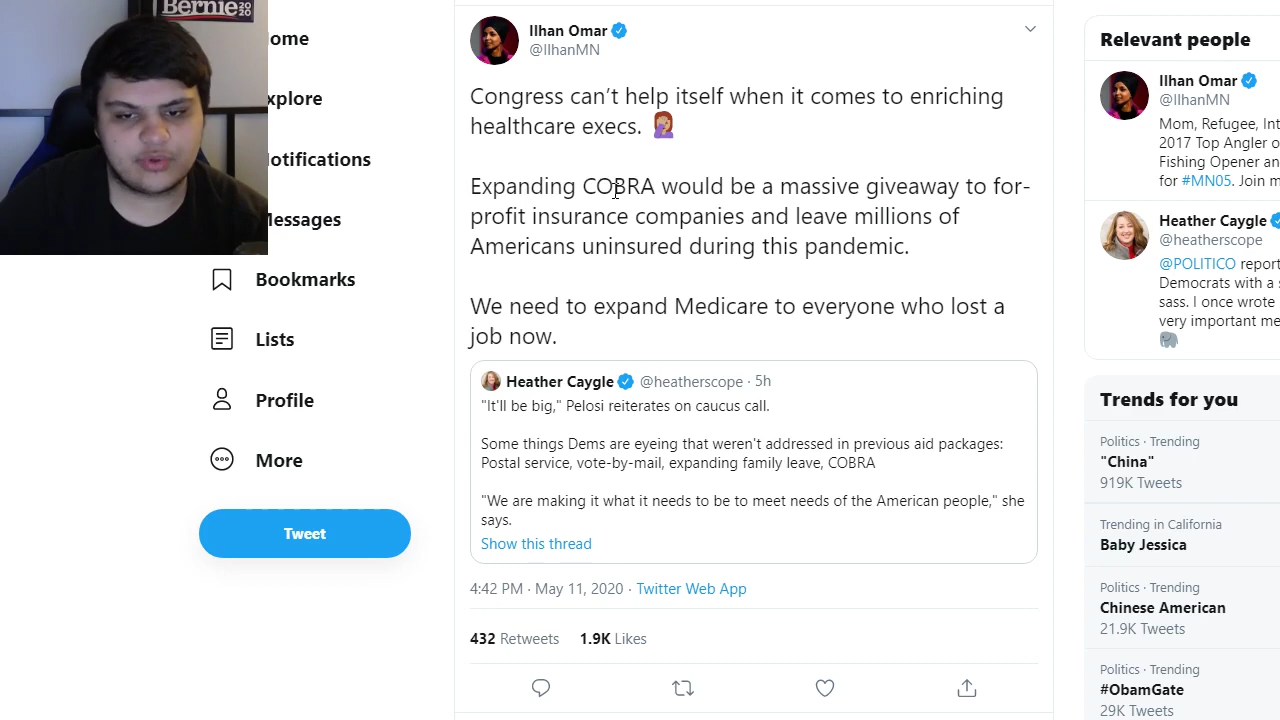 Bernie
2020
ome
xplore
otifications
essages
Bookmarks
Lists
Profile
More
Tweet
Ilhan Omar
@IlhanMN
Congress can’t help itself when it comes to enriching
healthcare execs. 🤦🏽‍♀️
Expanding COBRA would be a massive giveaway to for-
profit insurance companies and leave millions of
Americans uninsured during this pandemic.
We need to expand Medicare to everyone who lost a
job now.
Heather Caygle @heatherscope · 5h
"It'll be big," Pelosi reiterates on caucus call.
Some things Dems are eyeing that weren't addressed in previous aid packages:
Postal service, vote-by-mail, expanding family leave, COBRA
"We are making it what it needs to be to meet needs of the American people," she
says.
Show this thread
4:42 PM · May 11, 2020 · Twitter Web App
432 Retweets 1.9K Likes
Relevant people
Ilhan Omar
@IlhanMN
Mom, Refugee, Int
2017 Top Angler o
Fishing Opener an
for #MN05. Join m
Heather Caygle
@heatherscope
@POLITICO report
Democrats with a s
sass. I once wrote
very important me
🐘
Trends for you
Politics · Trending
"China"
919K Tweets
Trending in California
Baby Jessica
Politics · Trending
Chinese American
21.9K Tweets
Politics · Trending
#ObamGate
29K Tweets